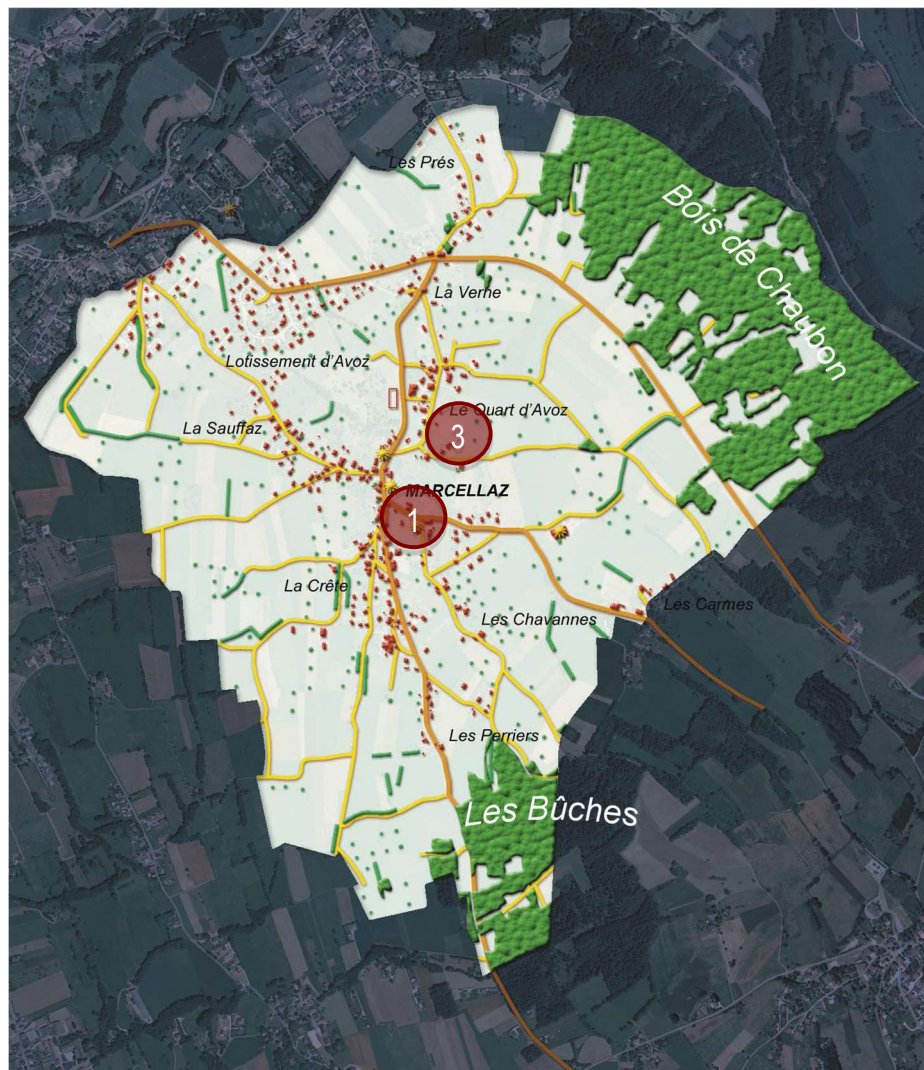 Les Prés
Bois de Chaubon
La Verne
Lotissement d'Avoz
Le Quart d'Avoz
La Sauffaz
3
MARCELLAZ
1
La Crête
Les Carmes
Les Chavannes
Les Perriers
Les Bûches